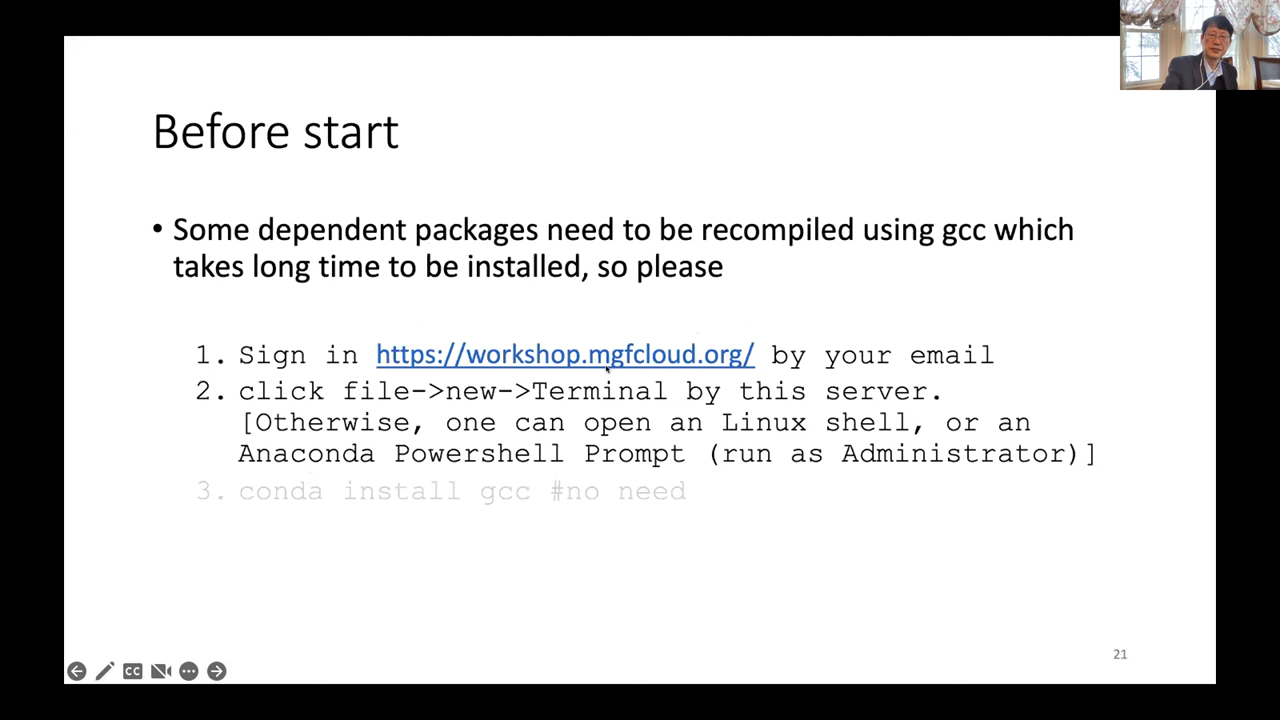 Before start
• Some dependent packages need to be recompiled using gcc which
takes long time to be installed, so please
1. Sign in https://workshop.mgfcloud.org/ by your email
2. click file->new->Terminal by this server.
[Otherwise, one can open an Linux shell, or an
Anaconda Powershell Prompt (run as Administrator)]
3. conda install gcc #no need
21
CC